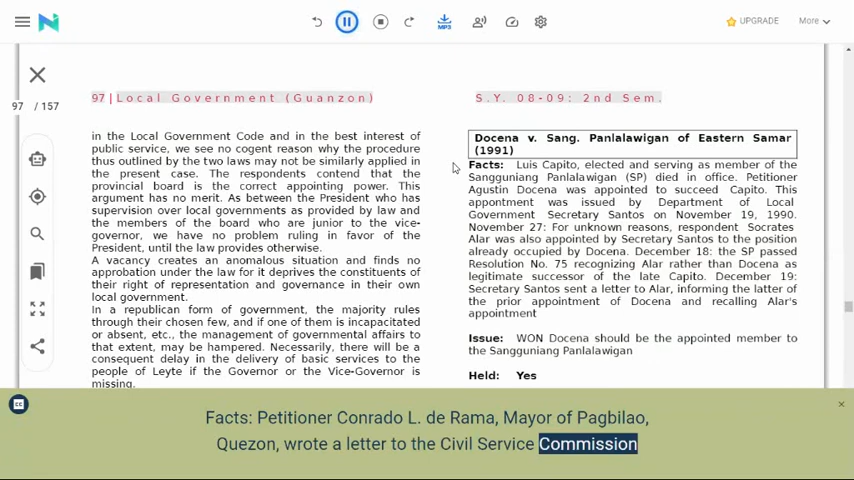 MP3
UPGRADE
More
97 / 157
97|Local Government (Guanzon)
S.Y. 08-09: 2nd Sem.
in the Local Government Code and in the best interest of
public service, we see no cogent reason why the procedure
thus outlined by the two laws may not be similarly applied in
the present case. The respondents contend that the
provincial board is the correct appointing power. This
argument has no merit. As between the President who has
supervision over local governments as provided by law and
the members of the board who are junior to the vice-
governor, we have no problem ruling in favor of the
President, until the law provides otherwise.
A vacancy creates an anomalous situation and finds no
approbation under the law for it deprives the constituents of
their right of representation and governance in their own
local government.
In a republican form of government, the majority rules
through their chosen few, and if one of them is incapacitated
or absent, etc., the management of governmental affairs to
that extent, may be hampered. Necessarily, there will be a
consequent delay in the delivery of basic services to the
people of Leyte if the Governor or the Vice-Governor is
missing.
Docena v. Sang. Panlalawigan of Eastern Samar
(1991)
Facts: Luis Capito, elected and serving as member of the
Sangguniang Panlalawigan (SP) died in office. Petitioner
Agustin Docena was appointed to succeed Capito. This
appointment was issued by Department of Local
Government Secretary Santos on November 19, 1990.
November 27: For unknown reasons, respondent Socrates
Alar was also appointed by Secretary Santos to the position
already occupied by Docena. December 18: the SP passed
Resolution No. 75 recognizing Alar rather than Docena as
legitimate successor of the late Capito. December 19:
Secretary Santos sent a letter to Alar, informing the latter of
the prior appointment of Docena and recalling Alar's
appointment
Issue: WON Docena should be the appointed member to
the Sangguniang Panlalawigan
Held: Yes
Facts: Petitioner Conrado L. de Rama, Mayor of Pagbilao,
Quezon, wrote a letter to the Civil Service Commission